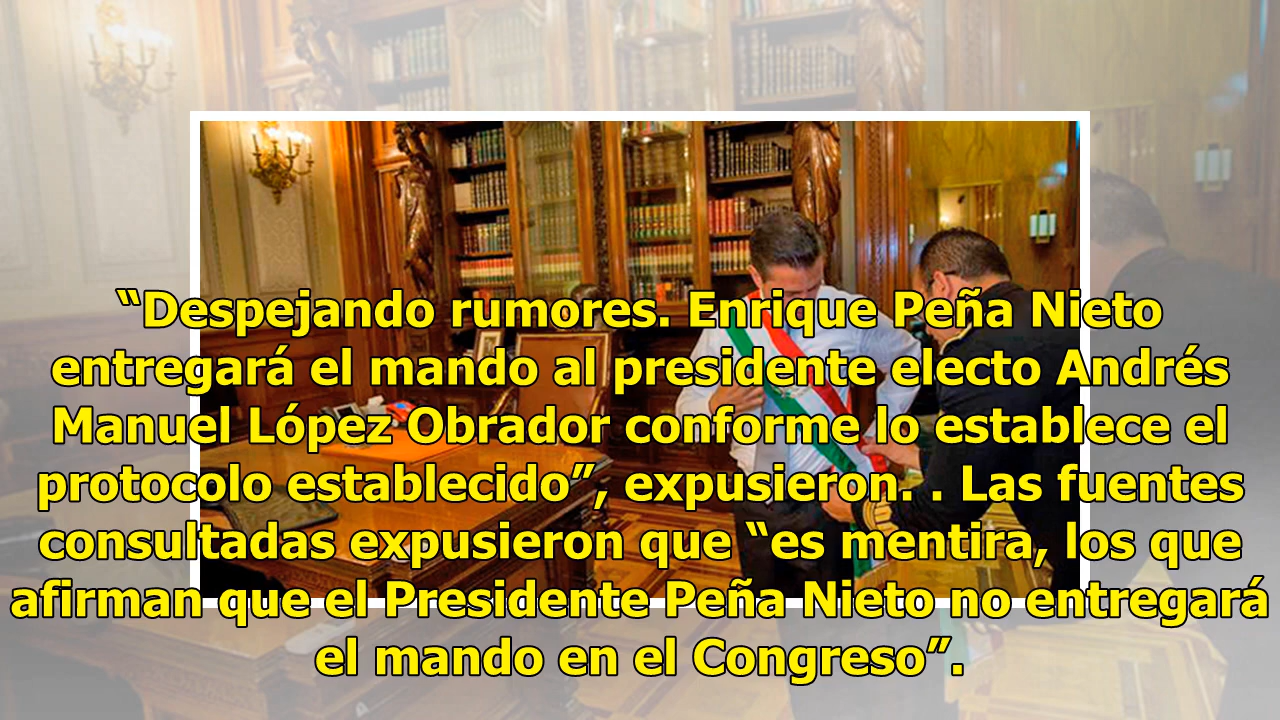 “Despejando rumores. Enrique Peña Nieto
entregará el mando al presidente electo Andrés
Manuel López Obrador conforme lo establece el
protocolo establecido”, expusieron. . Las fuentes
consultadas expusieron que “es mentira, los que
afirman que el Presidente Peña Nieto no entregará
el mando en el Congreso”.